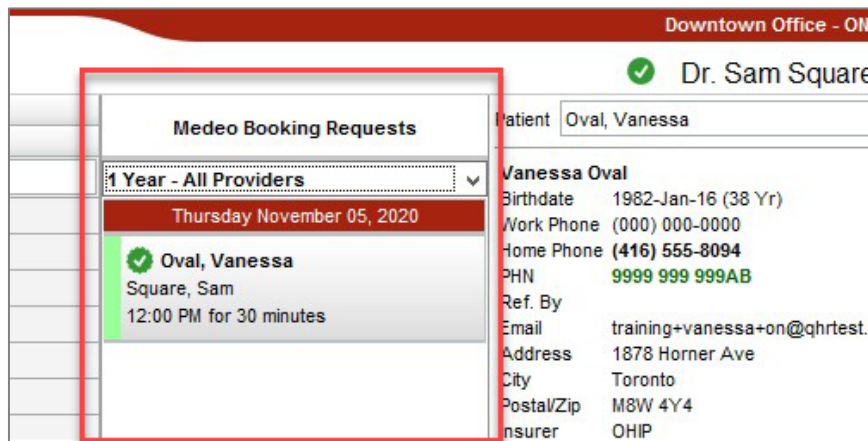 Downtown Office - ON
Dr. Sam Square
Medeo Booking Requests
1 Year - All Providers
Thursday November 05, 2020
Oval, Vanessa
Square, Sam
12:00 PM for 30 minutes
Patient Oval, Vanessa
Vanessa Oval
Birthdate 1982-Jan-16 (38 Yr)
Work Phone (000) 000-0000
Home Phone (416) 555-8094
PHN 9999 999 999AB
Ref. By
Email training+vanessa+on@qhrtest.
Address 1878 Horner Ave
City Toronto
Postal/Zip M8W 4Y4
Insurer OHIP